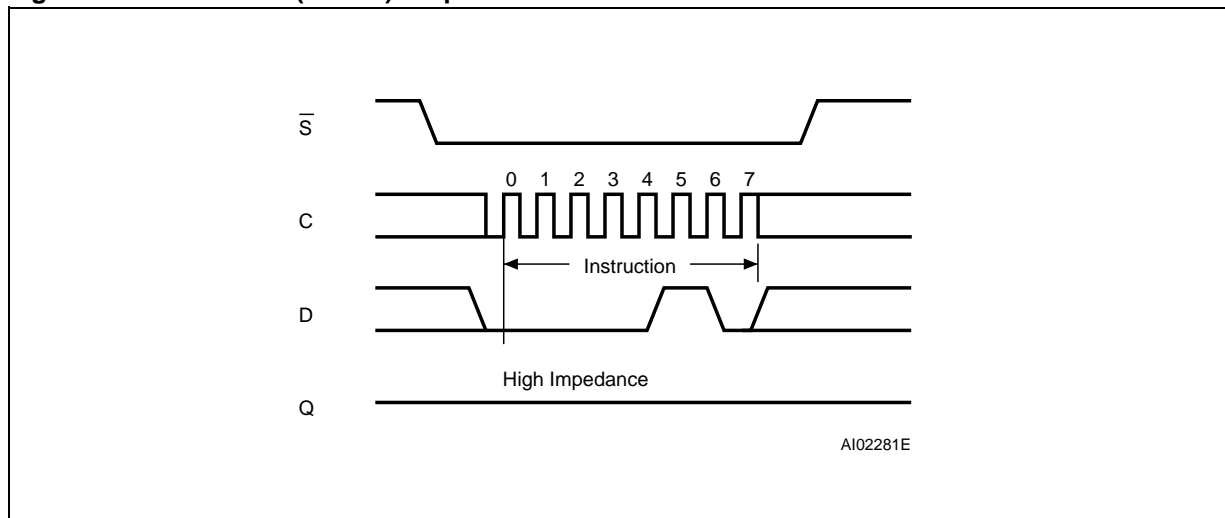 S̅
C
0 1 2 3 4 5 6 7
Instruction
D
High Impedance
Q
AI02281E